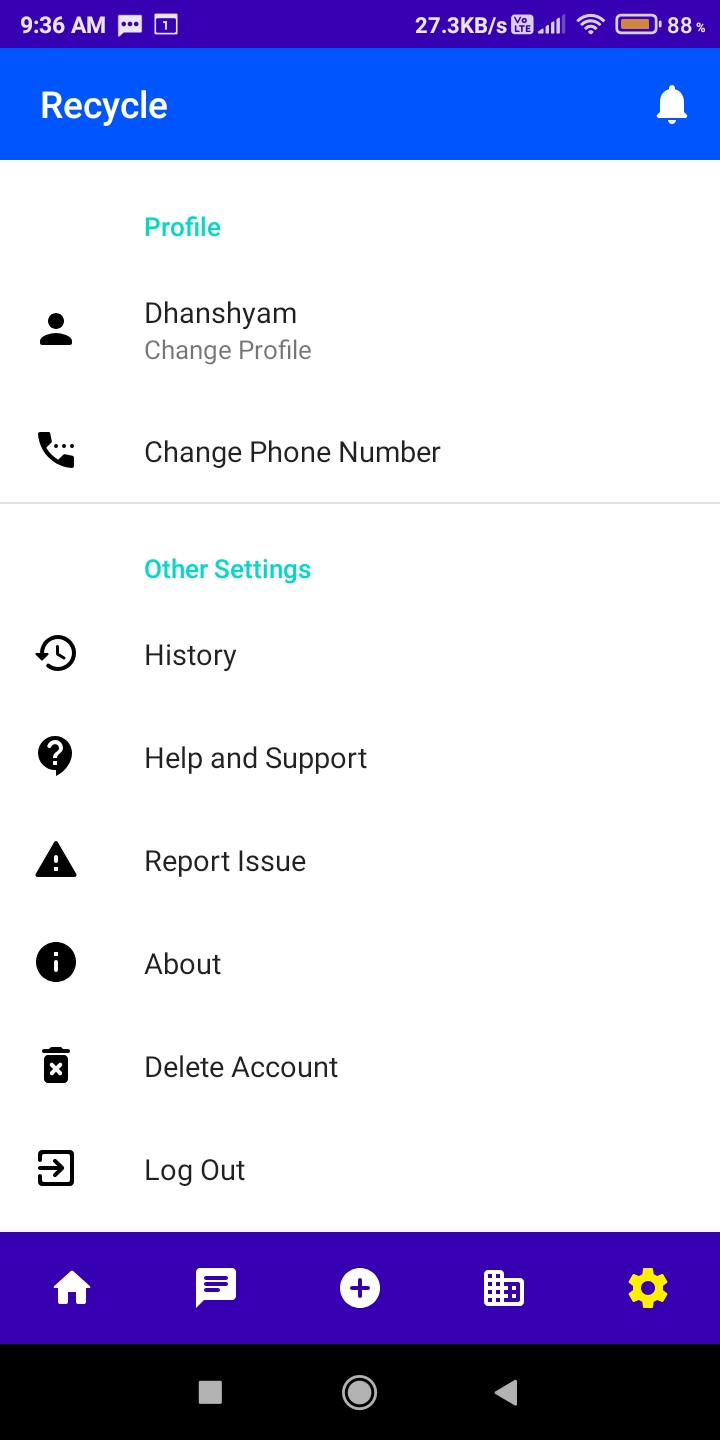 9:36 AM 1 27.3KB/s Vo LTE 88 %
Recycle
Profile
Dhanshyam
Change Profile
Change Phone Number
Other Settings
History
Help and Support
Report Issue
About
Delete Account
Log Out